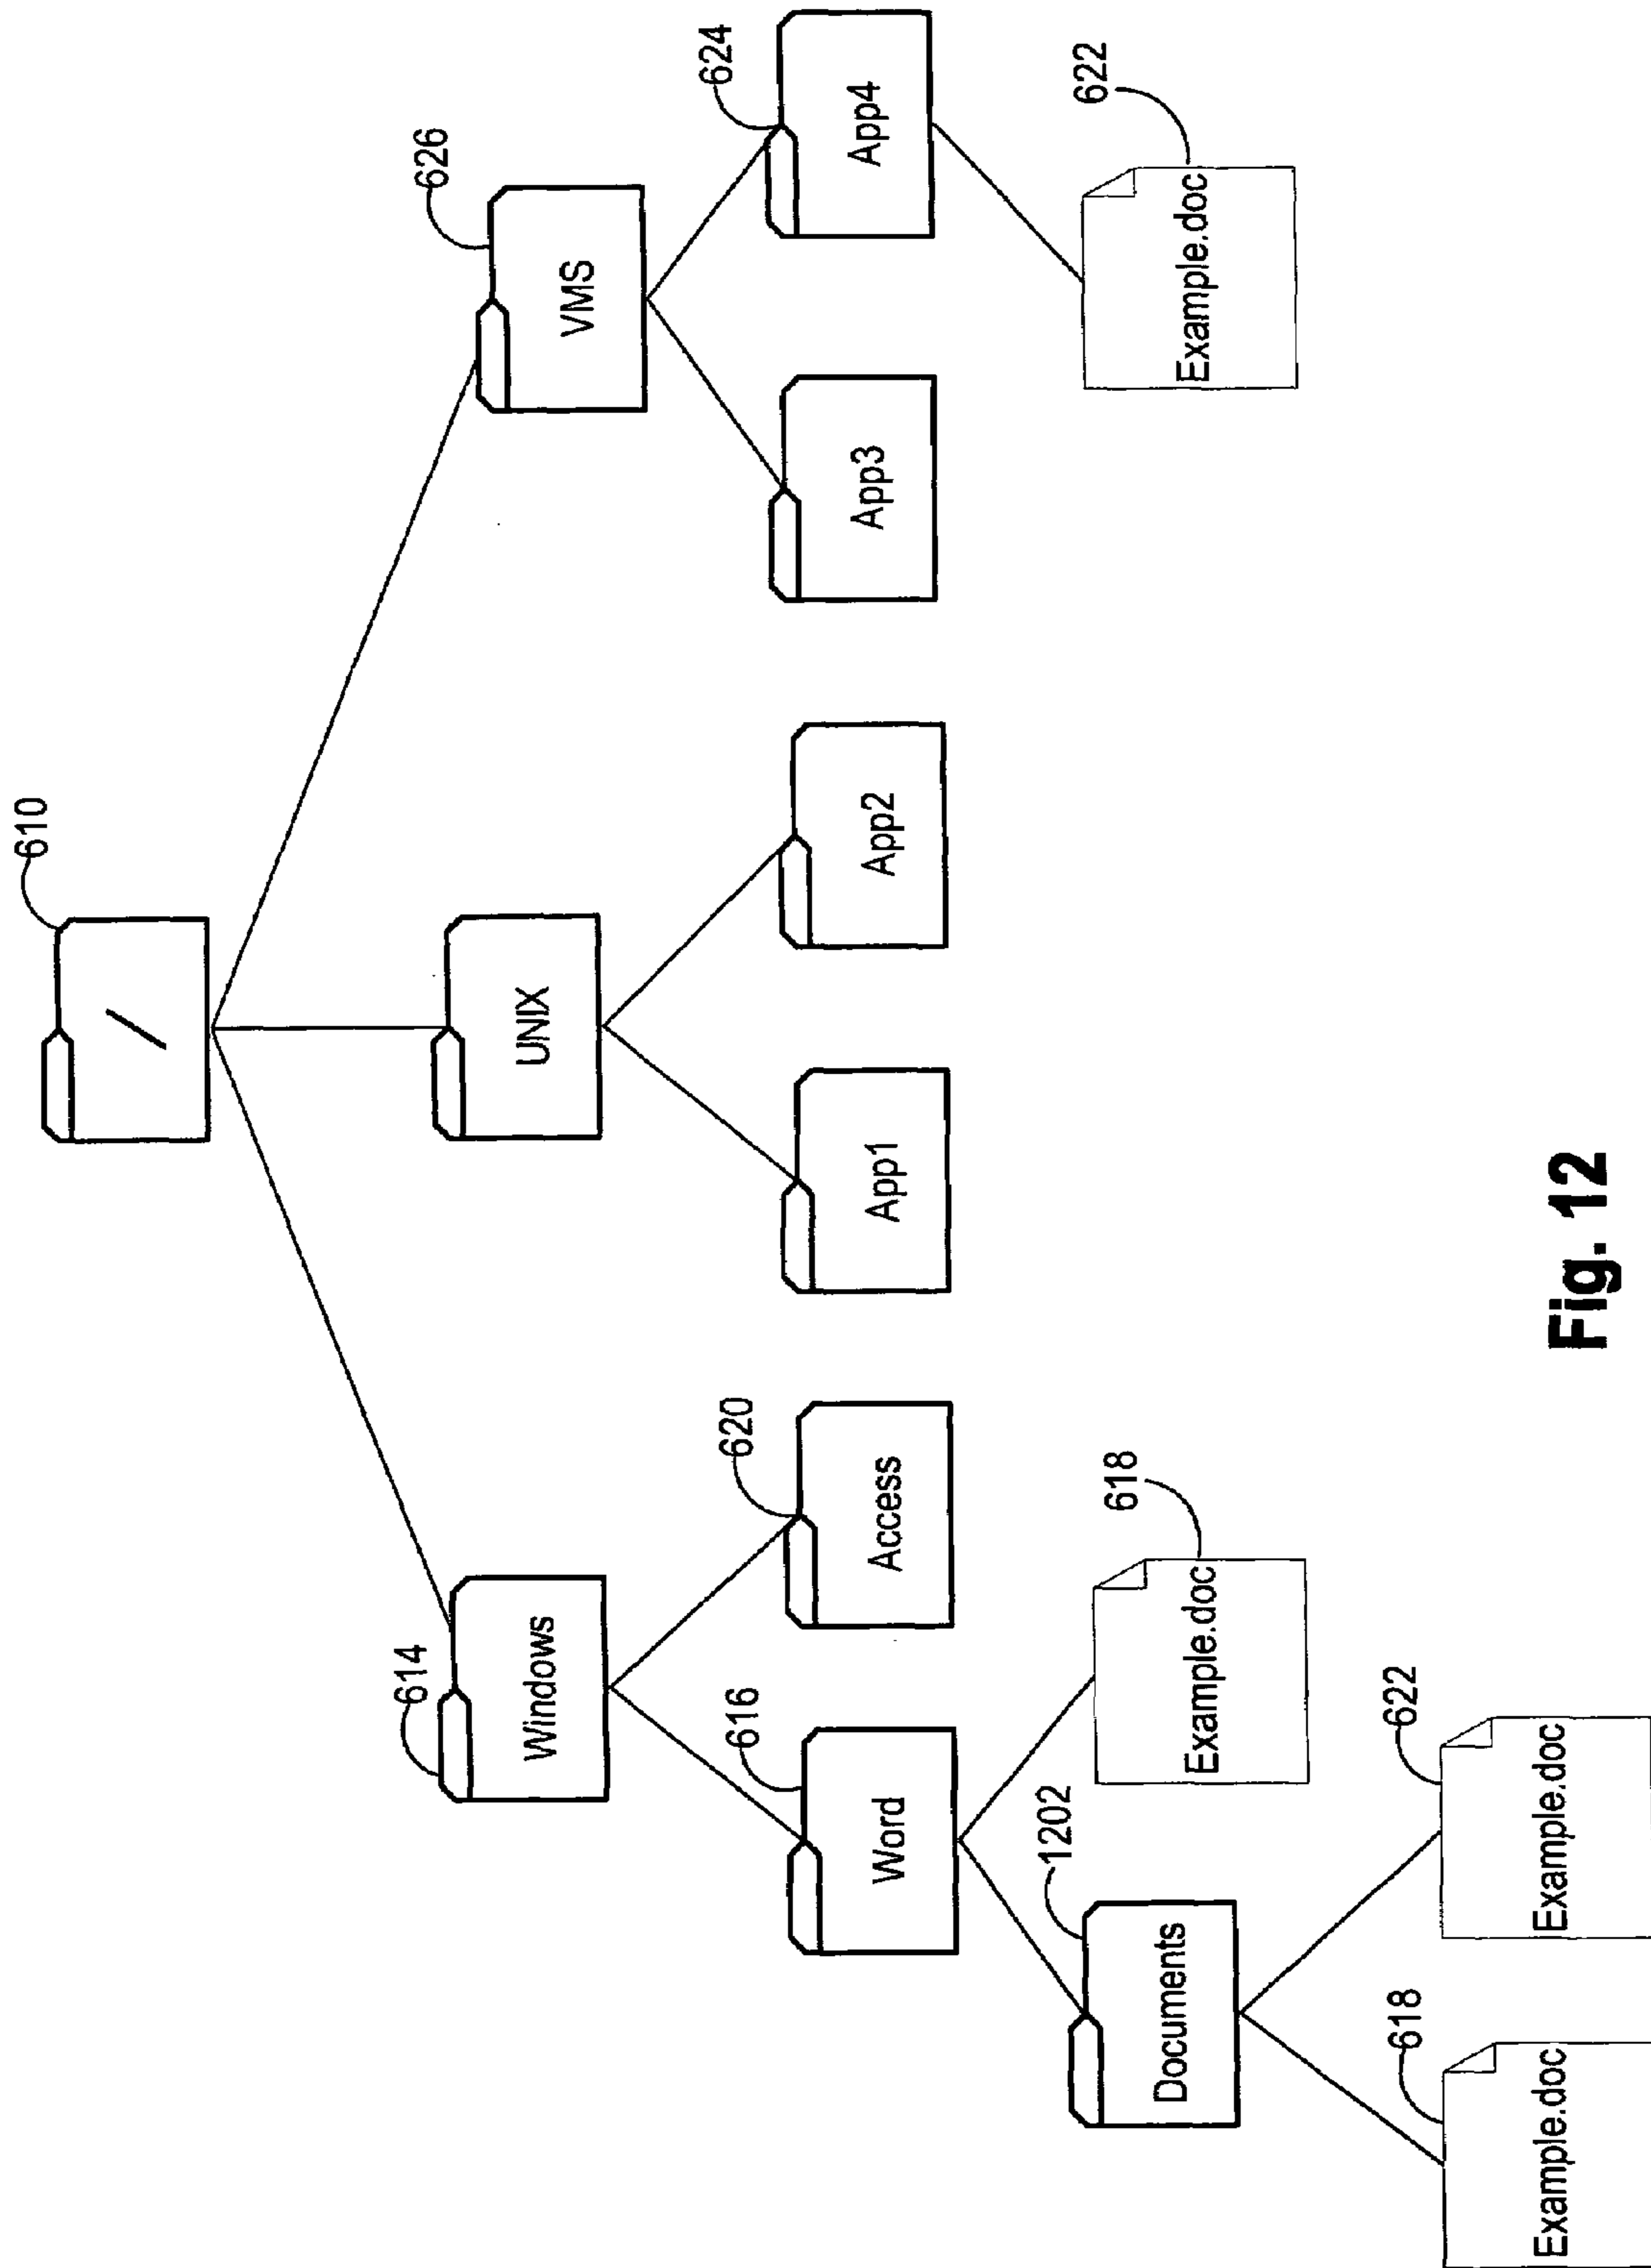 610
/
614
626
Windows
UNIX
VMS
616
620
624
Word
Access
App1
App2
App3
App4
1202
618
622
Documents
Example.doc
Example.doc
618
622
Example.doc
Example.doc
Fig. 12